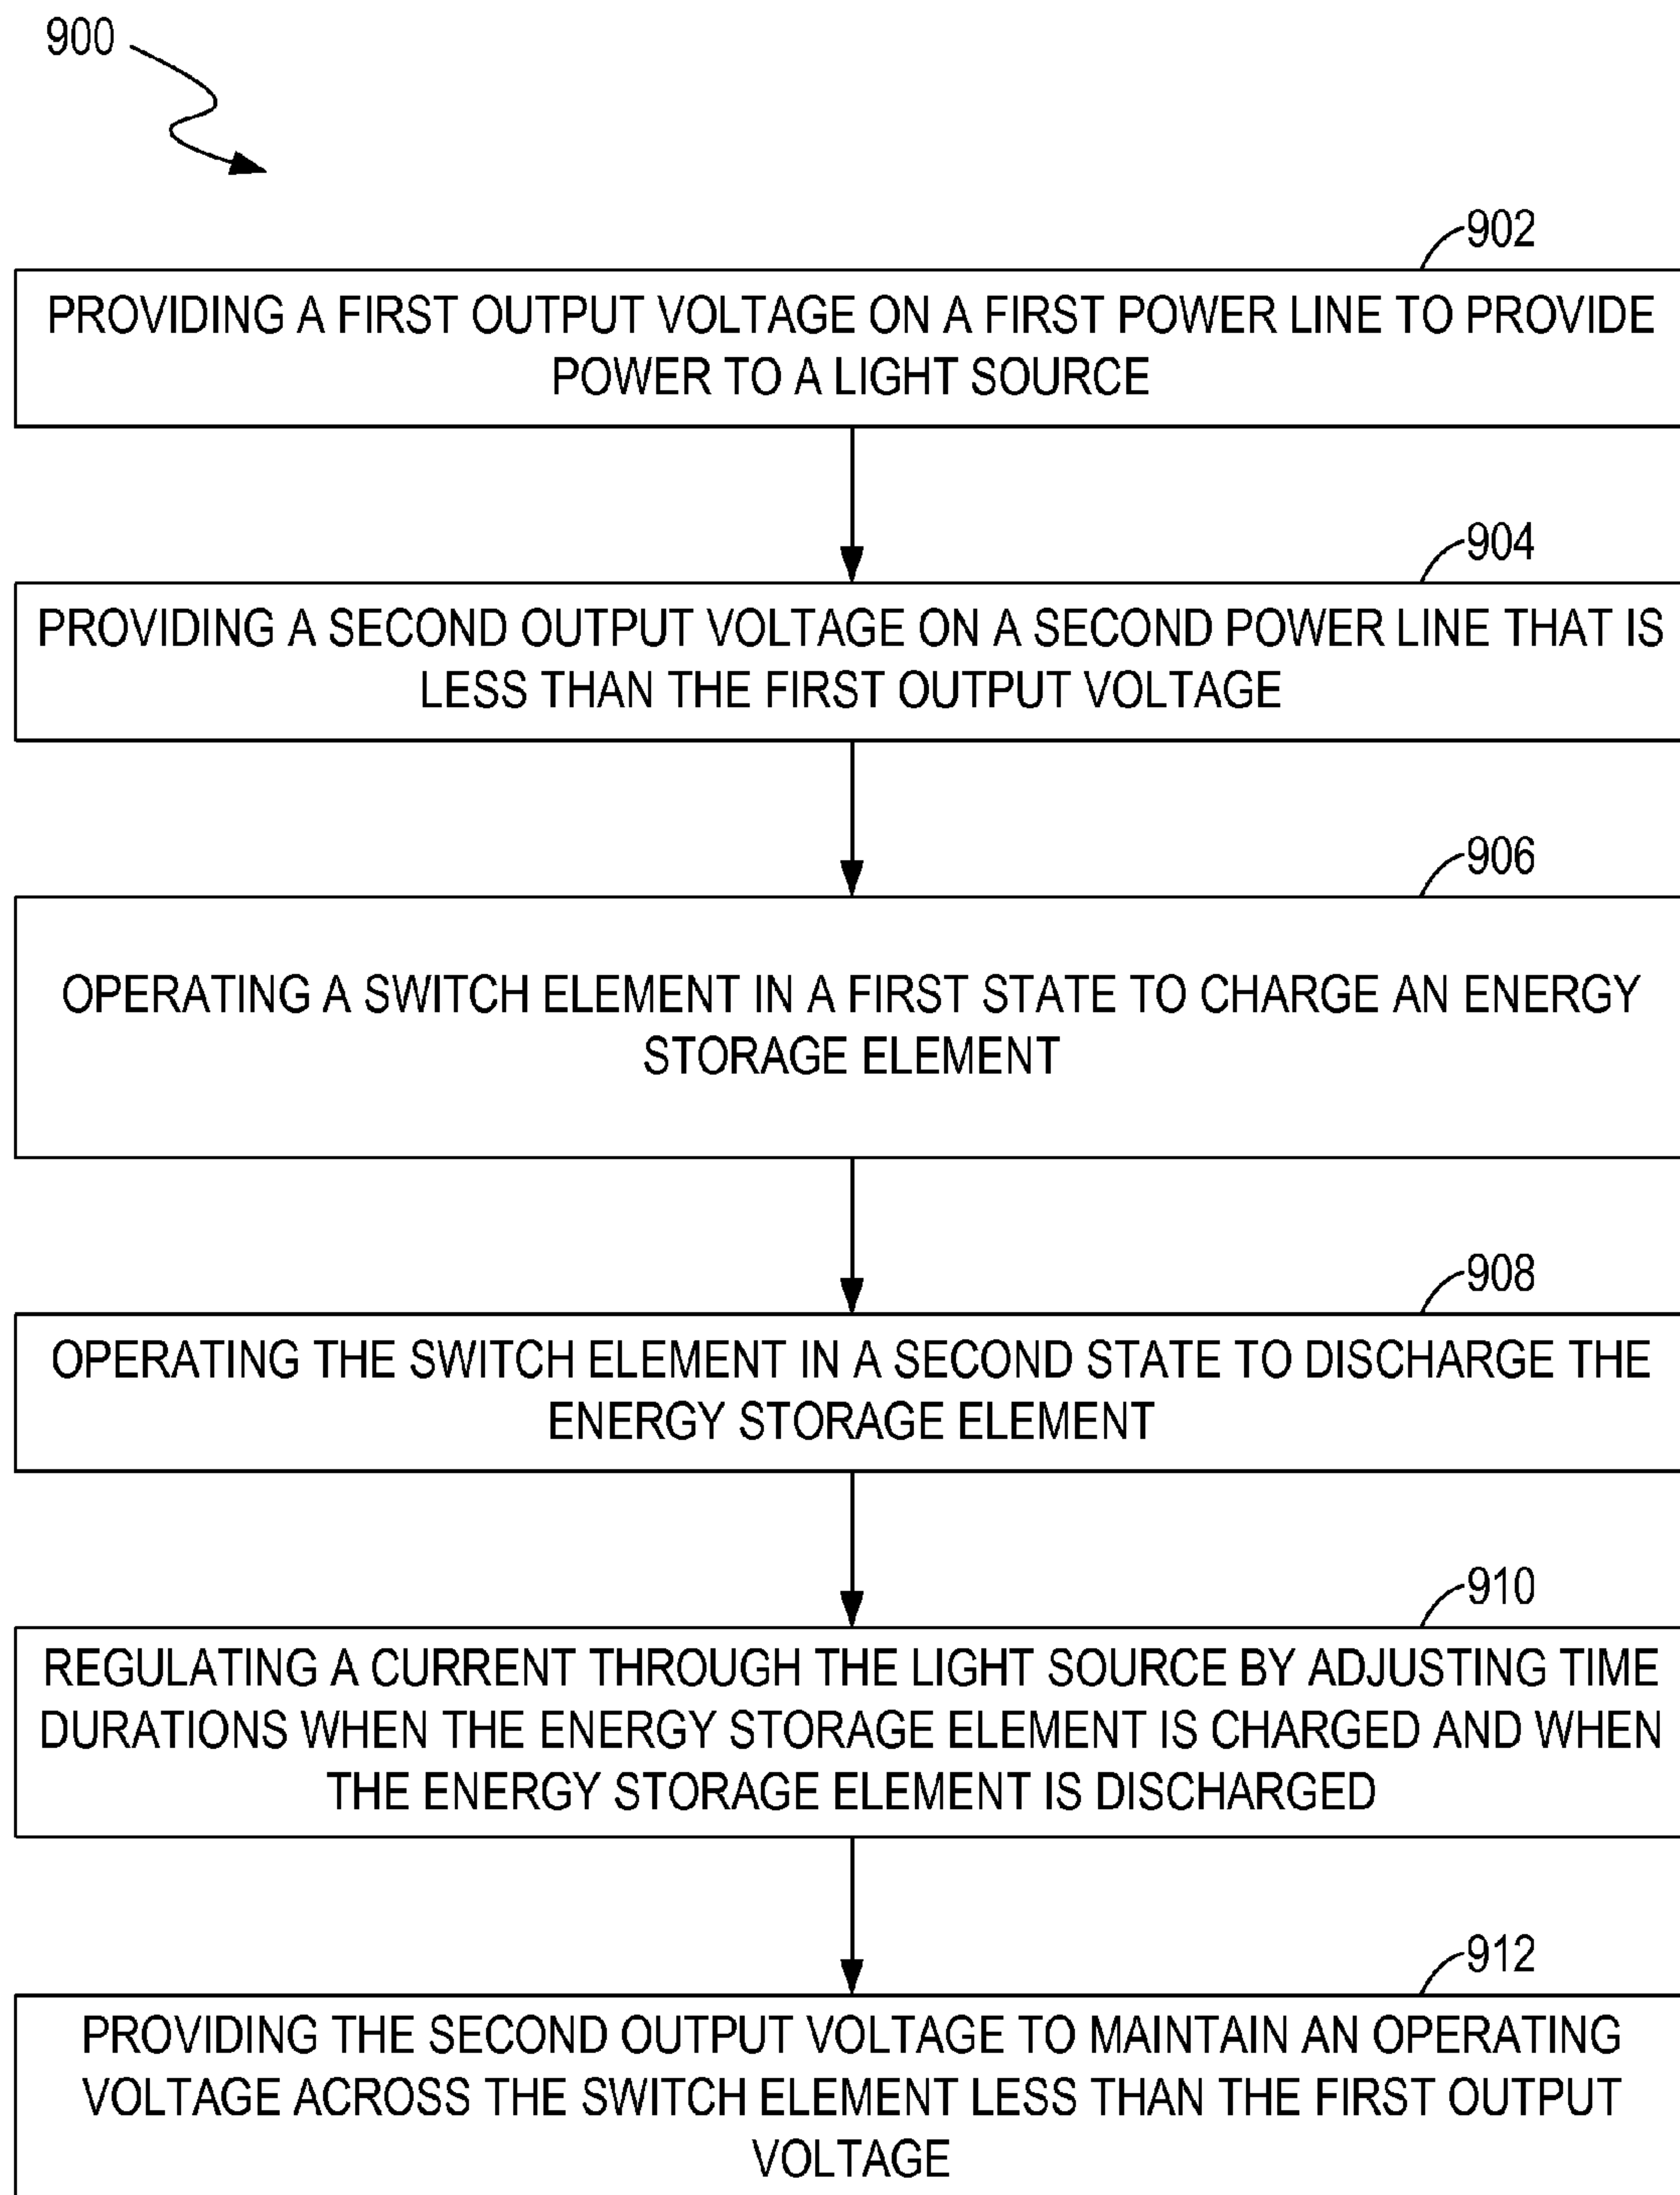 900
902
PROVIDING A FIRST OUTPUT VOLTAGE ON A FIRST POWER LINE TO PROVIDE
POWER TO A LIGHT SOURCE
904
PROVIDING A SECOND OUTPUT VOLTAGE ON A SECOND POWER LINE THAT IS
LESS THAN THE FIRST OUTPUT VOLTAGE
906
OPERATING A SWITCH ELEMENT IN A FIRST STATE TO CHARGE AN ENERGY
STORAGE ELEMENT
908
OPERATING THE SWITCH ELEMENT IN A SECOND STATE TO DISCHARGE THE
ENERGY STORAGE ELEMENT
910
REGULATING A CURRENT THROUGH THE LIGHT SOURCE BY ADJUSTING TIME
DURATIONS WHEN THE ENERGY STORAGE ELEMENT IS CHARGED AND WHEN
THE ENERGY STORAGE ELEMENT IS DISCHARGED
912
PROVIDING THE SECOND OUTPUT VOLTAGE TO MAINTAIN AN OPERATING
VOLTAGE ACROSS THE SWITCH ELEMENT LESS THAN THE FIRST OUTPUT
VOLTAGE